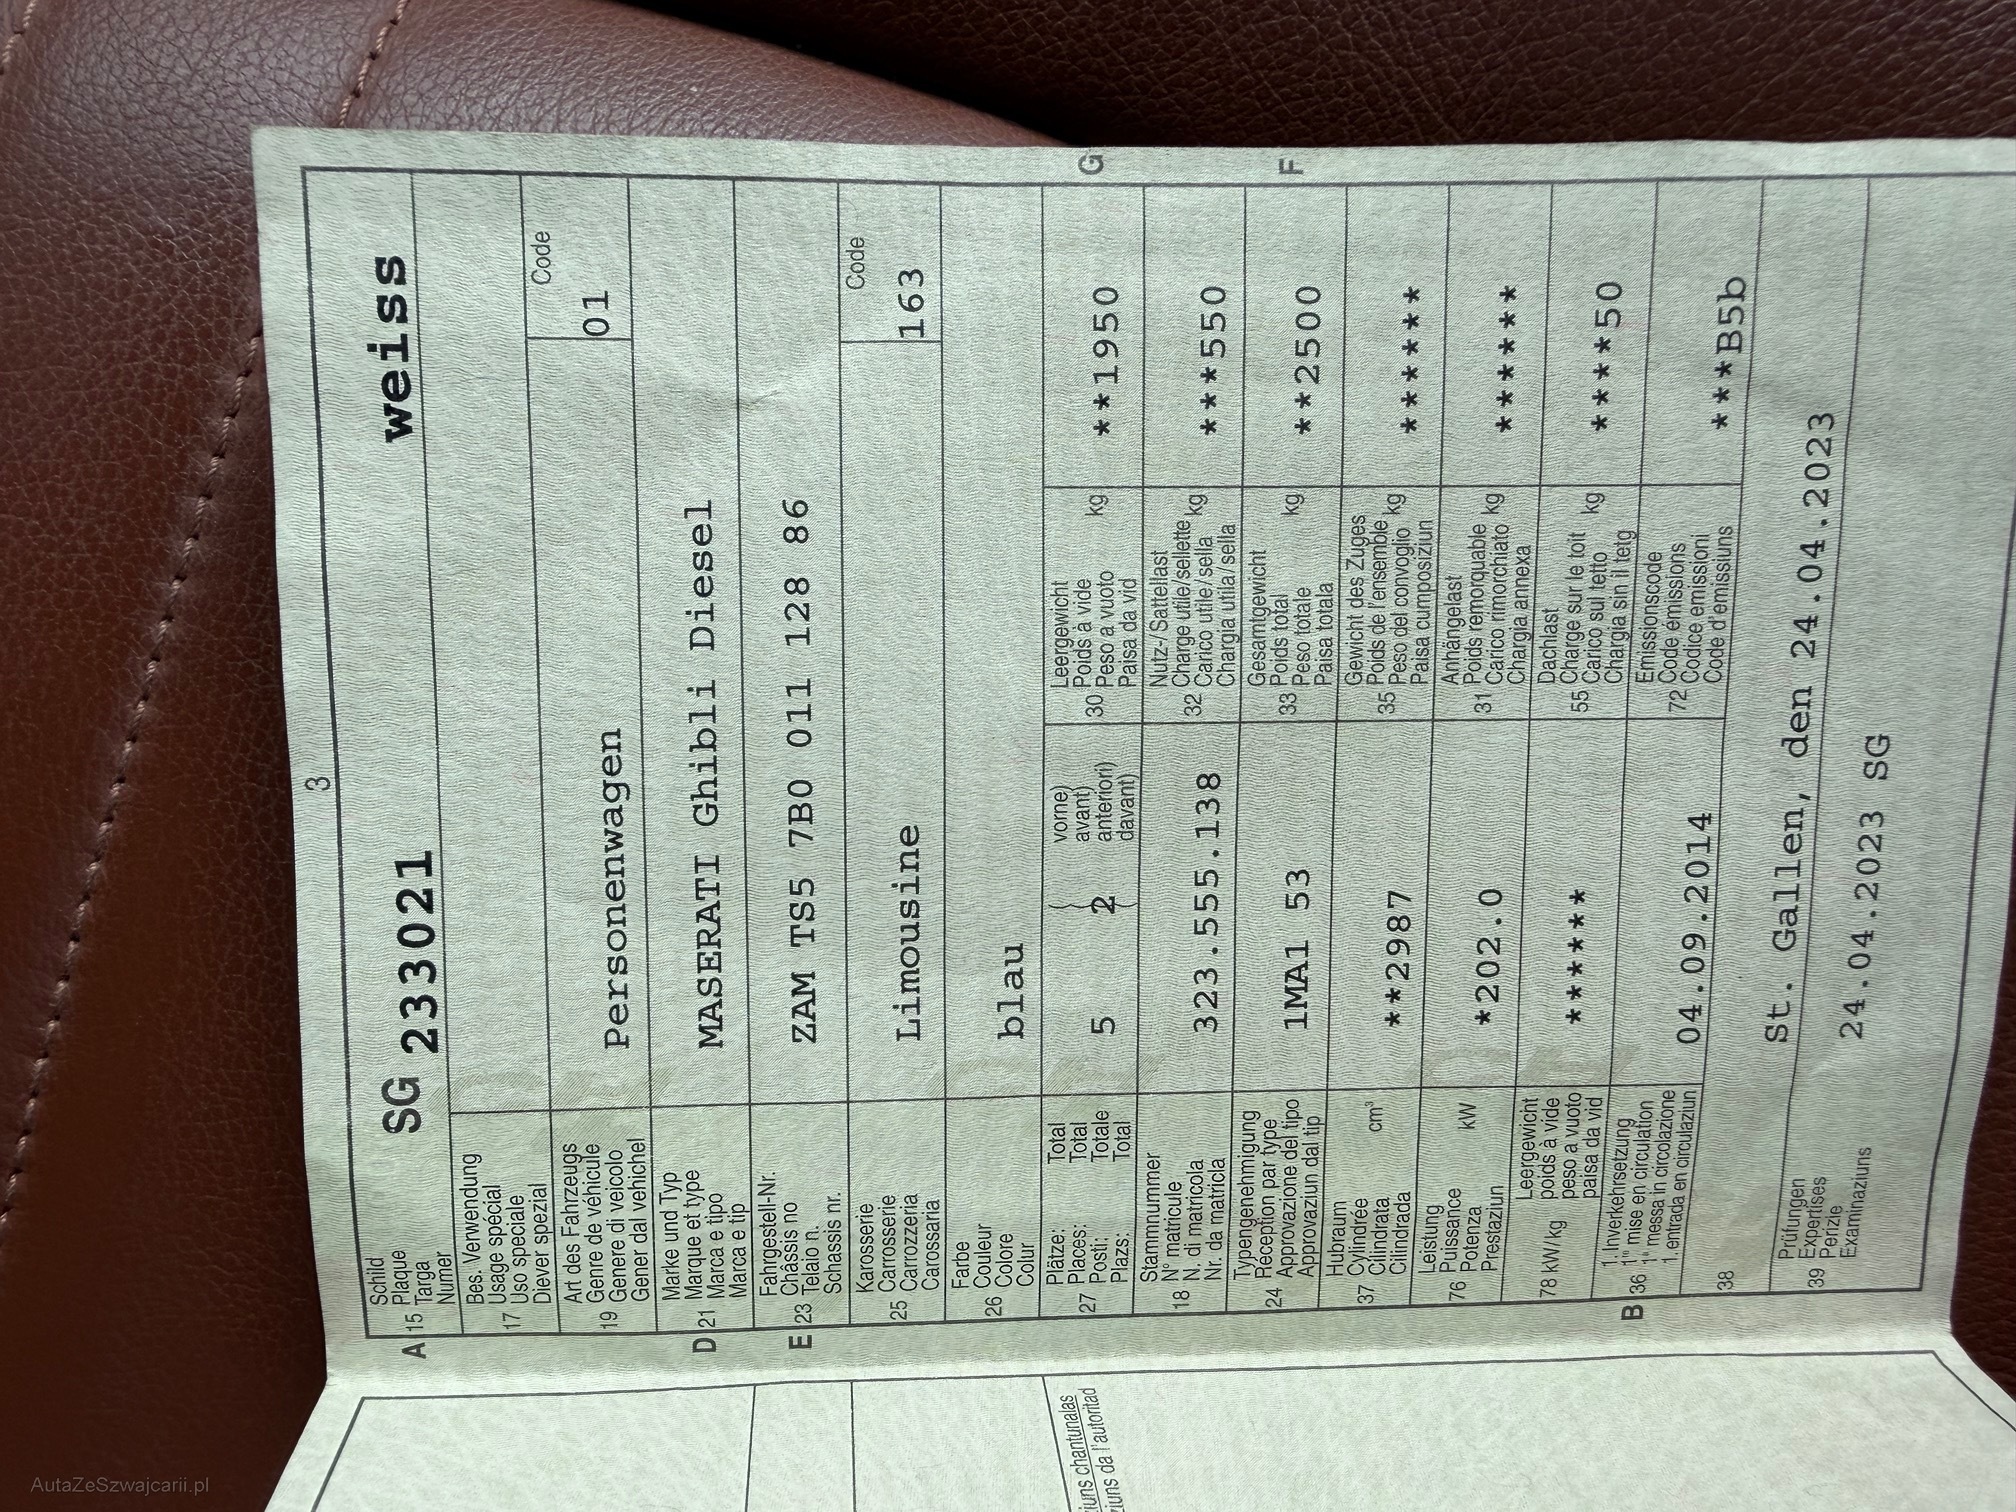 3
A 15 Schild
Plaque
Targa
Numer
SG 233021 weiss
17 Bes. Verwendung
Usage spécial
Uso speciale
Diever spezial
19 Art des Fahrzeugs
Genre de véhicule
Genere di veicolo
Gener dal vehichel
Personenwagen
Code
01
D 21 Marke und Typ
Marque et type
Marca e tipo
Marca e tip
MASERATI Ghibli Diesel
E 23 Fahrgestell-Nr.
Châssis no
Telaio n.
Schassis nr.
ZAM TS5 7B0 011 128 86
25 Karosserie
Carrosserie
Carrozzeria
Carossaria
Limousine
Code
163
26 Farbe
Couleur
Colore
Colur
blau
27 Plätze: Total
Places: Total
Posti: Totale
Plazs: Total
5 2
vorne)
avant)
anteriori)
davant)
30 Leergewicht
Poids à vide
Peso a vuoto kg
Paisa da vid
**1950
G
18 Stammnummer
N° matricule
N. di matricola
Nr. da matricla
323.555.138
32 Nutz-/Sattellast
Charge utile/sellette
Carico utile/sella kg
Chargia utila/sella
***550
24 Typengenehmigung
Réception par type
Approvazione del tipo
Approvaziun dal tip
1MA1 53
33 Gesamtgewicht
Poids total
Peso totale kg
Paisa totala
**2500
F
37 Hubraum
Cylindrée
Cilindrata cm³
Cilindrada
**2987
35 Gewicht des Zuges
Poids de l'ensemble
Peso del convoglio kg
Paisa cumposiziun
******
76 Leistung
Puissance
Potenza kW
Prestaziun
*202.0
31 Anhängelast
Poids remorquable
Carico rimorchiato kg
Chargia annexa
******
78 kW/kg Leergewicht
poids à vide
peso a vuoto
paisa da vid
******
55 Dachlast
Charge sur le toit
Carico sul tetto kg
Chargia sin il tetg
****50
B 36 1. Inverkehrsetzung
1re mise en circulation
1a messa in circolazione
1. entrada en circulaziun
04.09.2014
72 Emissionscode
Code émissions
Codice emissioni
Code d'emissiuns
***B5b
38
St. Gallen, den 24.04.2023
39 Prüfungen
Expertises
Perizie
Examinaziuns
24.04.2023 SG
chantunalas
da l'autoritad
AutaZeSzwajcarii.pl